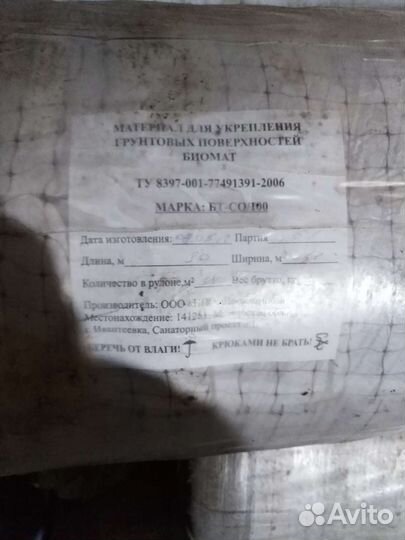 МАТЕРИАЛ ДЛЯ УКРЕПЛЕНИЯ
ГРУНТОВЫХ ПОВЕРХНОСТЕЙ
БИОМАТ
ТУ 8397-001-77491391-2006
МАРКА: БТ-СО/100
Дата изготовления: Партия
Длина, м Ширина, м
Количество в рулоне,м² Вес брутто, кг
Производитель: ООО
Местонахождение:
г. Ивантеевка, Санаторный проезд
БЕРЕЧЬ ОТ ВЛАГИ! КРЮКАМИ НЕ БРАТЬ!
Avito